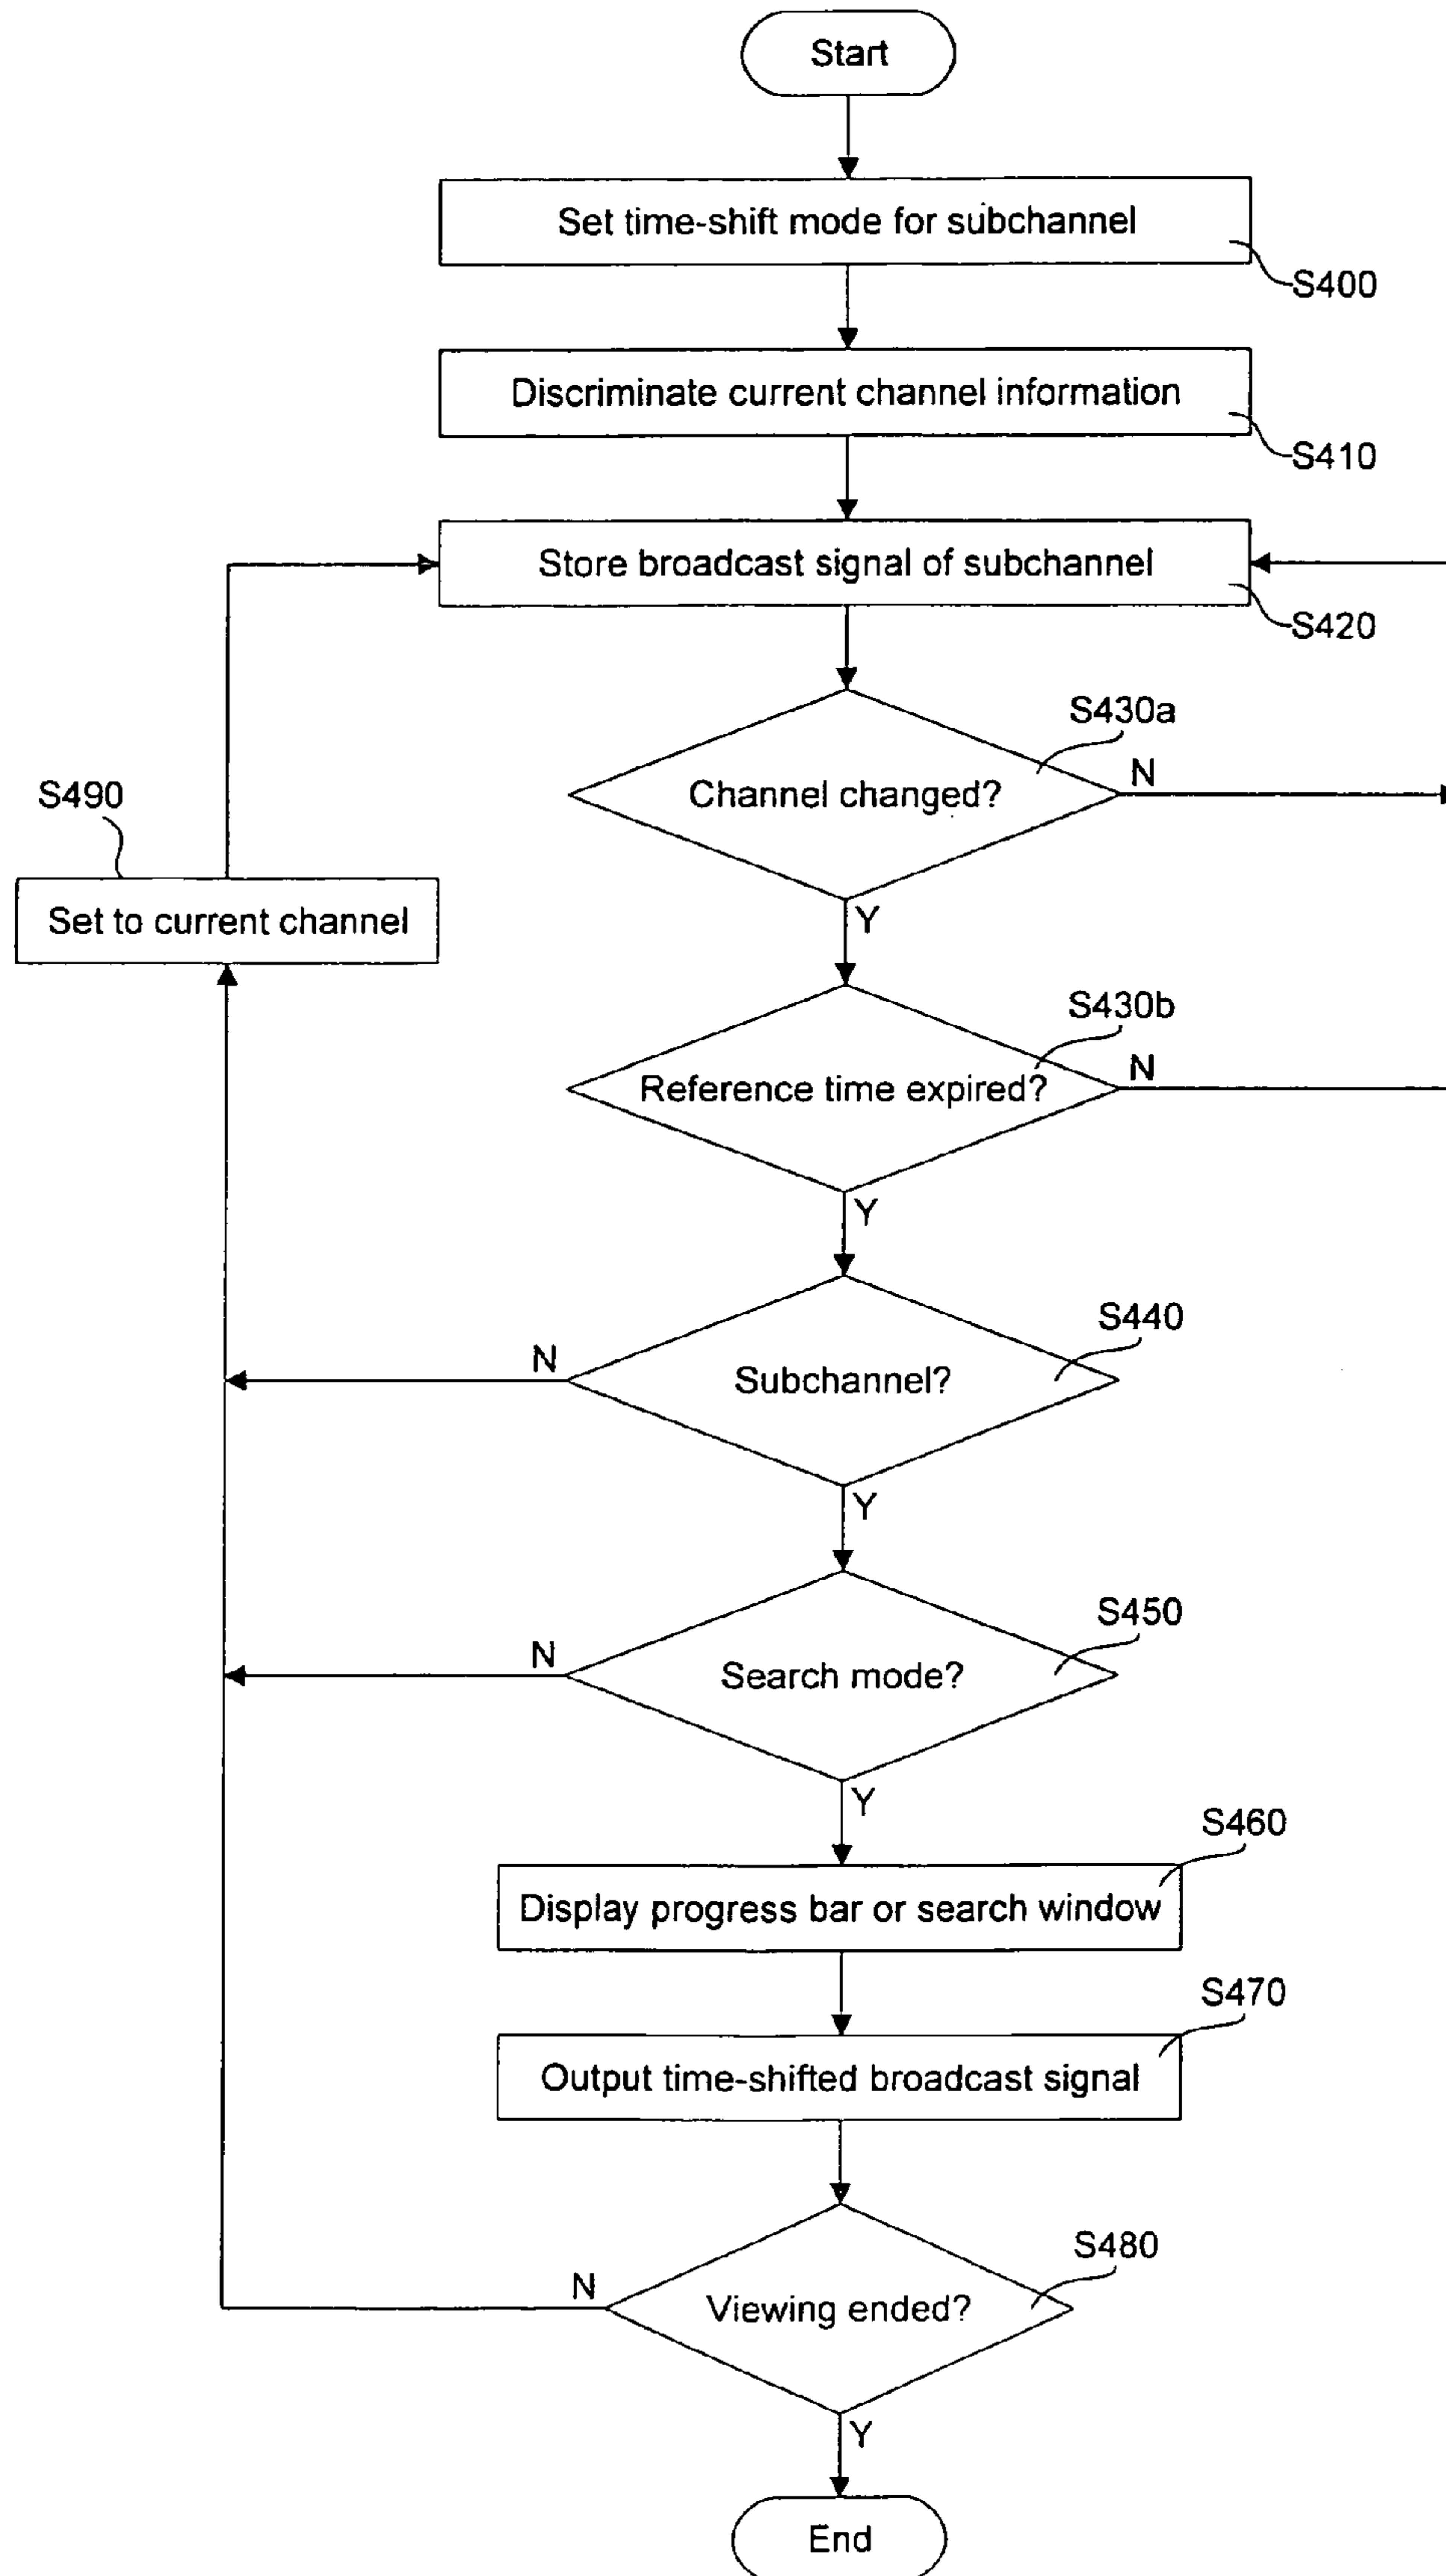 Start
Set time-shift mode for subchannel
S400
Discriminate current channel information
S410
Store broadcast signal of subchannel
S420
S430a
Channel changed?
N
Y
S490
Set to current channel
S430b
Reference time expired?
N
Y
S440
Subchannel?
N
Y
S450
Search mode?
N
Y
S460
Display progress bar or search window
S470
Output time-shifted broadcast signal
S480
Viewing ended?
N
Y
End